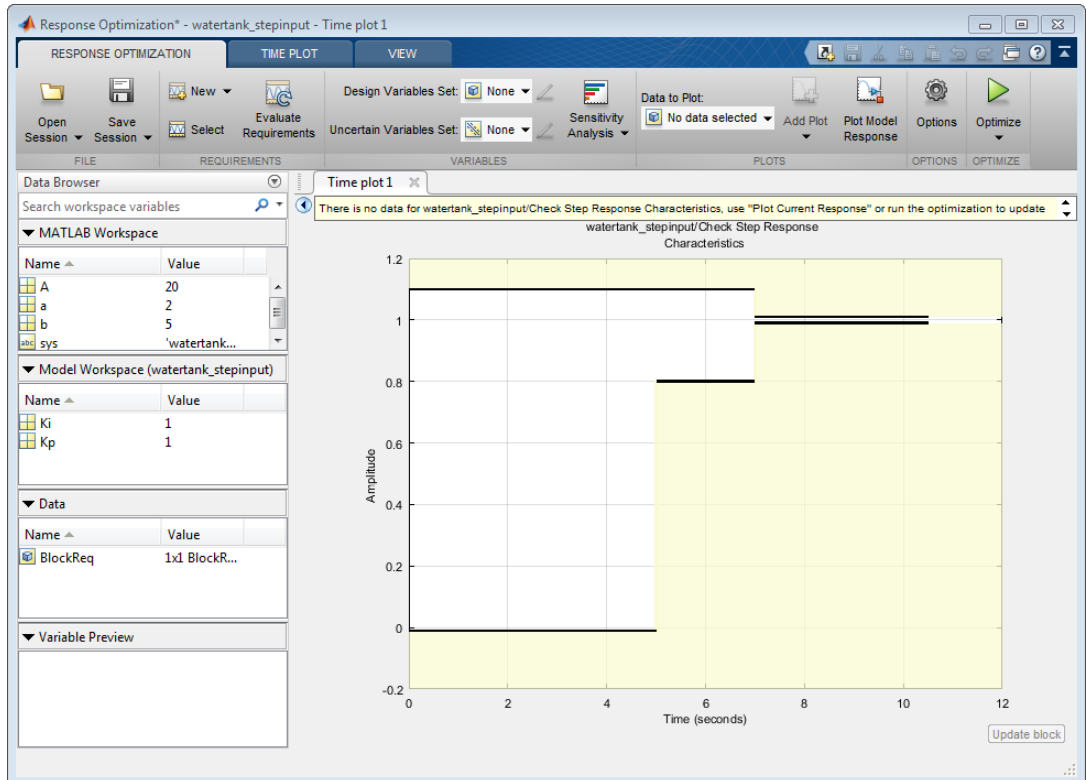 Response Optimization* - watertank_stepinput - Time plot 1
RESPONSE OPTIMIZATION
TIME PLOT
VIEW
Open Session
Save Session
FILE
New
Select
Evaluate Requirements
REQUIREMENTS
Design Variables Set:
None
Uncertain Variables Set:
None
Sensitivity Analysis
VARIABLES
Data to Plot:
No data selected
Add Plot
Plot Model Response
PLOTS
Options
OPTIONS
Optimize
OPTIMIZE
Data Browser
Search workspace variables
MATLAB Workspace
Name Value
A 20
a 2
b 5
abc sys 'watertank...
Model Workspace (watertank_stepinput)
Name Value
Ki 1
Kp 1
Data
Name Value
BlockReq 1x1 BlockR...
Variable Preview
Time plot 1
There is no data for watertank_stepinput/Check Step Response Characteristics, use "Plot Current Response" or run the optimization to update
watertank_stepinput/Check Step Response
Characteristics
1.2
1
0.8
0.6
0.4
0.2
0
-0.2
Amplitude
0 2 4 6 8 10 12
Time (seconds)
Update block